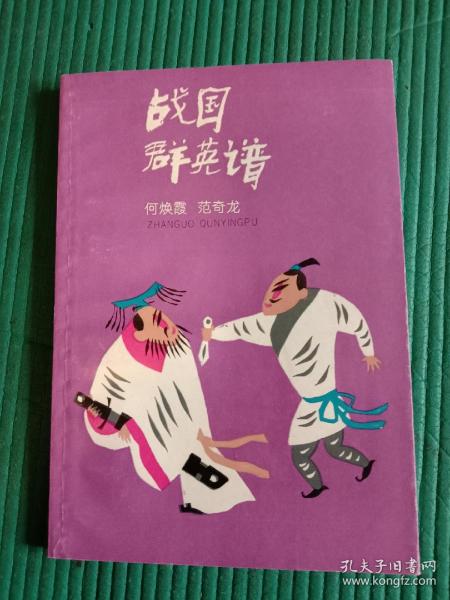 战国
群英谱
何焕霞 范奇龙
ZHANGUO QUNYINGPU
孔夫子旧书网
www.kongfz.com